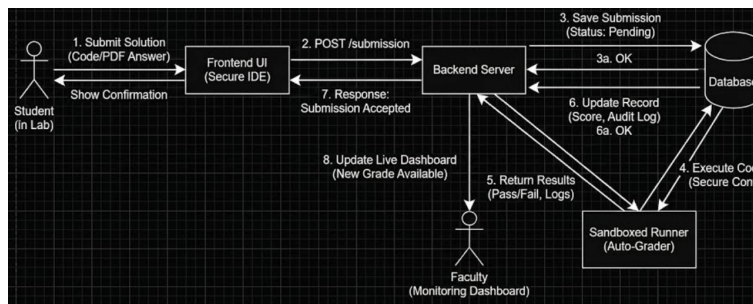 1. Submit Solution
(Code/PDF Answer)
Show Confirmation
Student
(in Lab)
Frontend UI
(Secure IDE)
2. POST /submission
7. Response:
Submission Accepted
Backend Server
3. Save Submission
(Status: Pending)
3a. OK
6. Update Record
(Score, Audit Log)
6a. OK
Database
8. Update Live Dashboard
(New Grade Available)
5. Return Results
(Pass/Fail, Logs)
4. Execute Co
(Secure Con
Sandboxed Runner
(Auto-Grader)
Faculty
(Monitoring Dashboard)